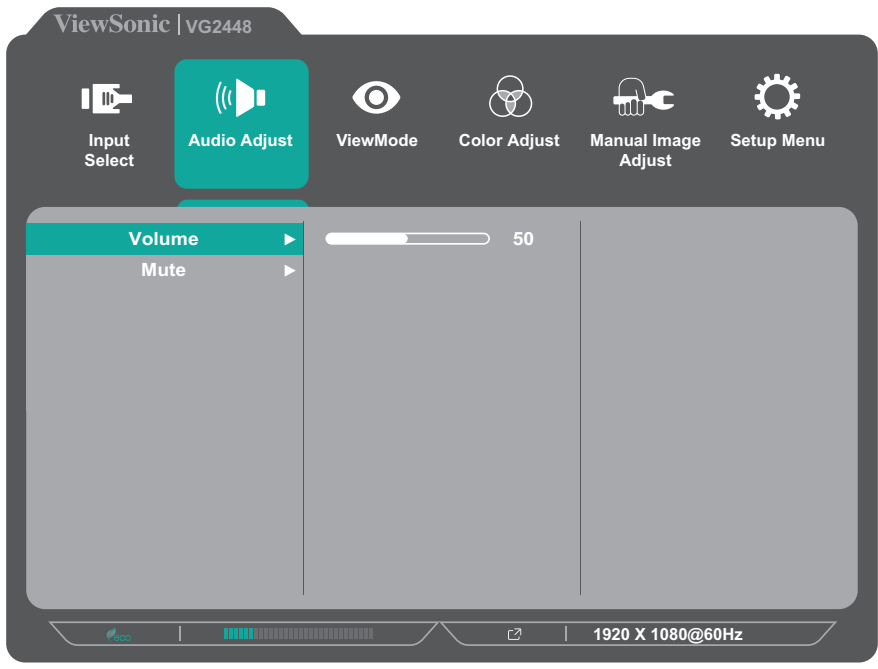 ViewSonic | VG2448
Input
Select
Audio Adjust
ViewMode
Color Adjust
Manual Image
Adjust
Setup Menu
Volume
50
Mute
eco
1920 X 1080@60Hz